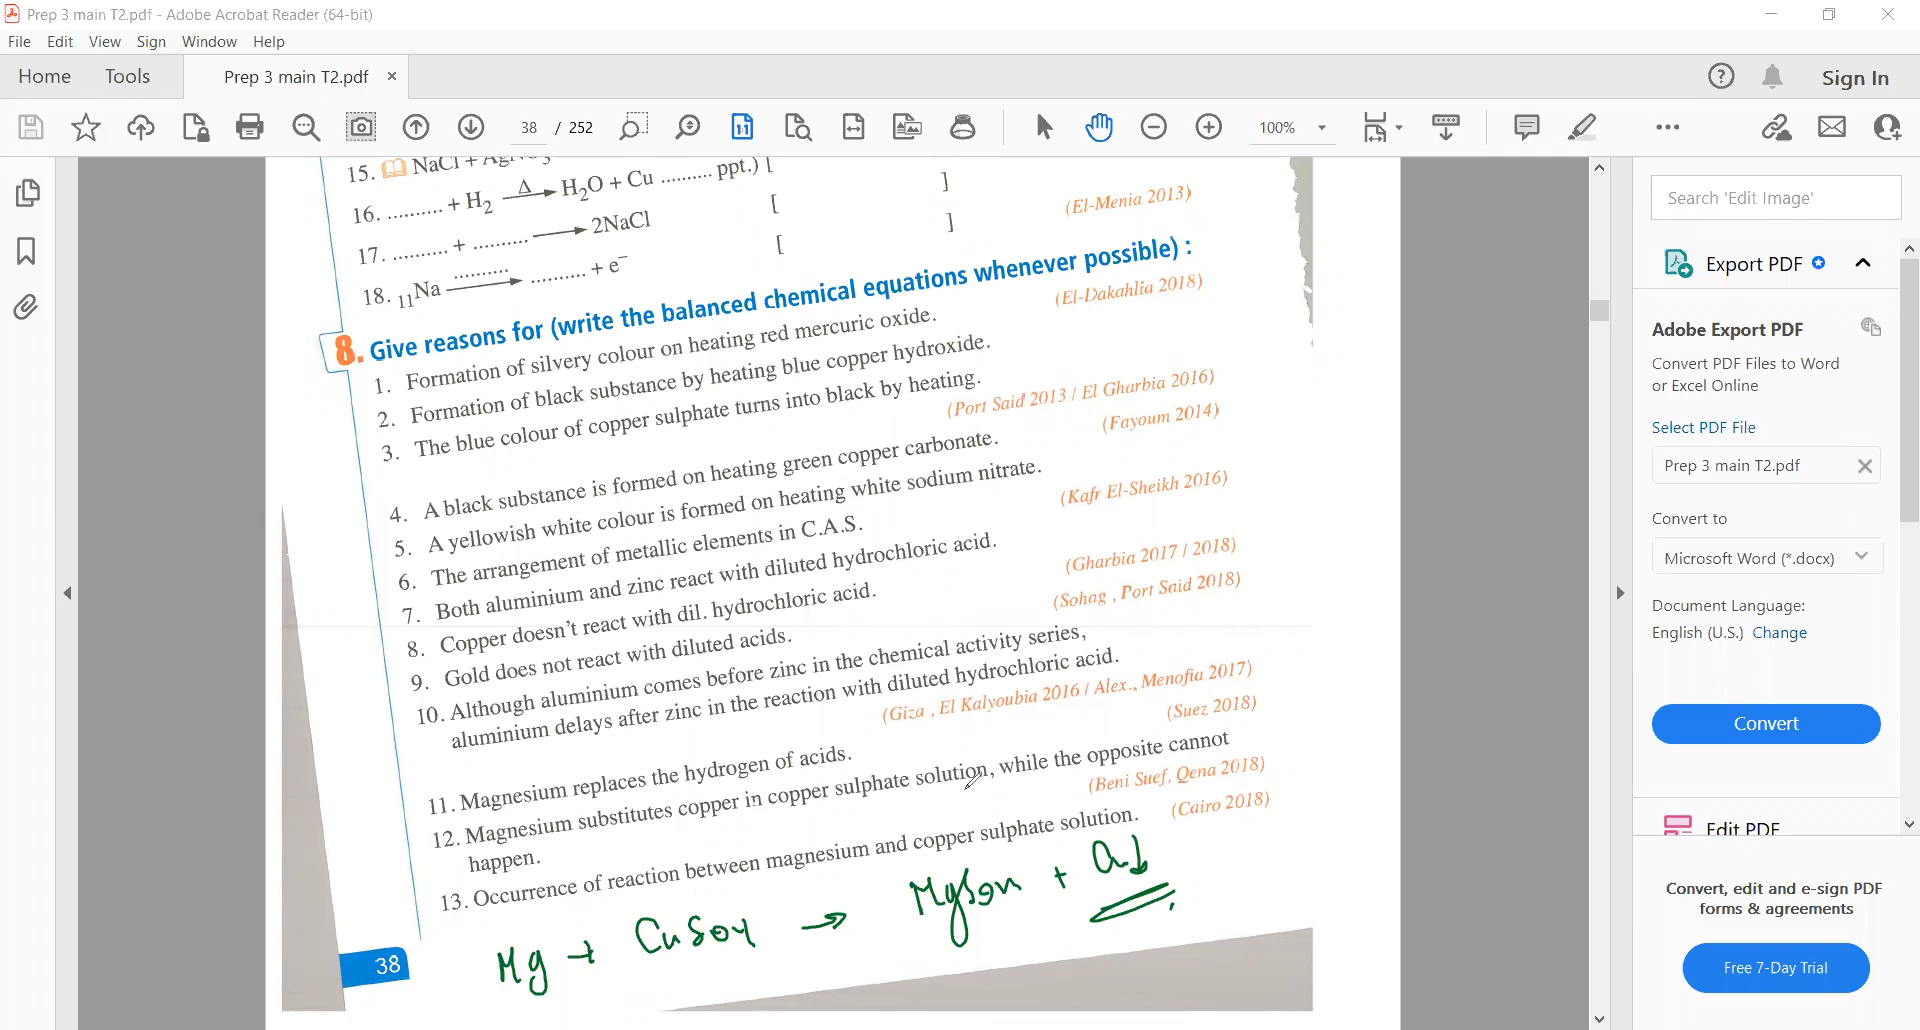 Prep 3 main T2.pdf - Adobe Acrobat Reader (64-bit)
File Edit View Sign Window Help
Home Tools Prep 3 main T2.pdf × Sign In
38 / 252 100%
15. NaCl + AgNO3
ppt.) [ ]
16. .......... + H2 —Δ→ H2O + Cu .......... (El-Menia 2013)
17. .......... + .......... → 2NaCl [ ]
18. 11Na —..........→ .......... + e⁻ [
8. Give reasons for (write the balanced chemical equations whenever possible) :
1. Formation of silvery colour on heating red mercuric oxide. (El-Dakahlia 2018)
2. Formation of black substance by heating blue copper hydroxide.
3. The blue colour of copper sulphate turns into black by heating.
(Port Said 2013 / El Gharbia 2016)
4. A black substance is formed on heating green copper carbonate. (Fayoum 2014)
5. A yellowish white colour is formed on heating white sodium nitrate.
6. The arrangement of metallic elements in C.A.S. (Kafr El-Sheikh 2016)
7. Both aluminium and zinc react with diluted hydrochloric acid.
8. Copper doesn't react with dil. hydrochloric acid. (Gharbia 2017 / 2018)
9. Gold does not react with diluted acids. (Sohag , Port Said 2018)
10. Although aluminium comes before zinc in the chemical activity series,
aluminium delays after zinc in the reaction with diluted hydrochloric acid.
(Giza , El Kalyoubia 2016 / Alex., Menofia 2017)
11. Magnesium replaces the hydrogen of acids. (Suez 2018)
12. Magnesium substitutes copper in copper sulphate solution, while the opposite cannot
happen. (Beni Suef, Qena 2018)
13. Occurrence of reaction between magnesium and copper sulphate solution. (Cairo 2018)
Mg + CuSO4 → MgSO4 + Cu↓
38
Search 'Edit Image'
Export PDF
Adobe Export PDF
Convert PDF Files to Word
or Excel Online
Select PDF File
Prep 3 main T2.pdf
Convert to
Microsoft Word (*.docx)
Document Language:
English (U.S.) Change
Convert
Edit PDF
Convert, edit and e-sign PDF
forms & agreements
Free 7-Day Trial